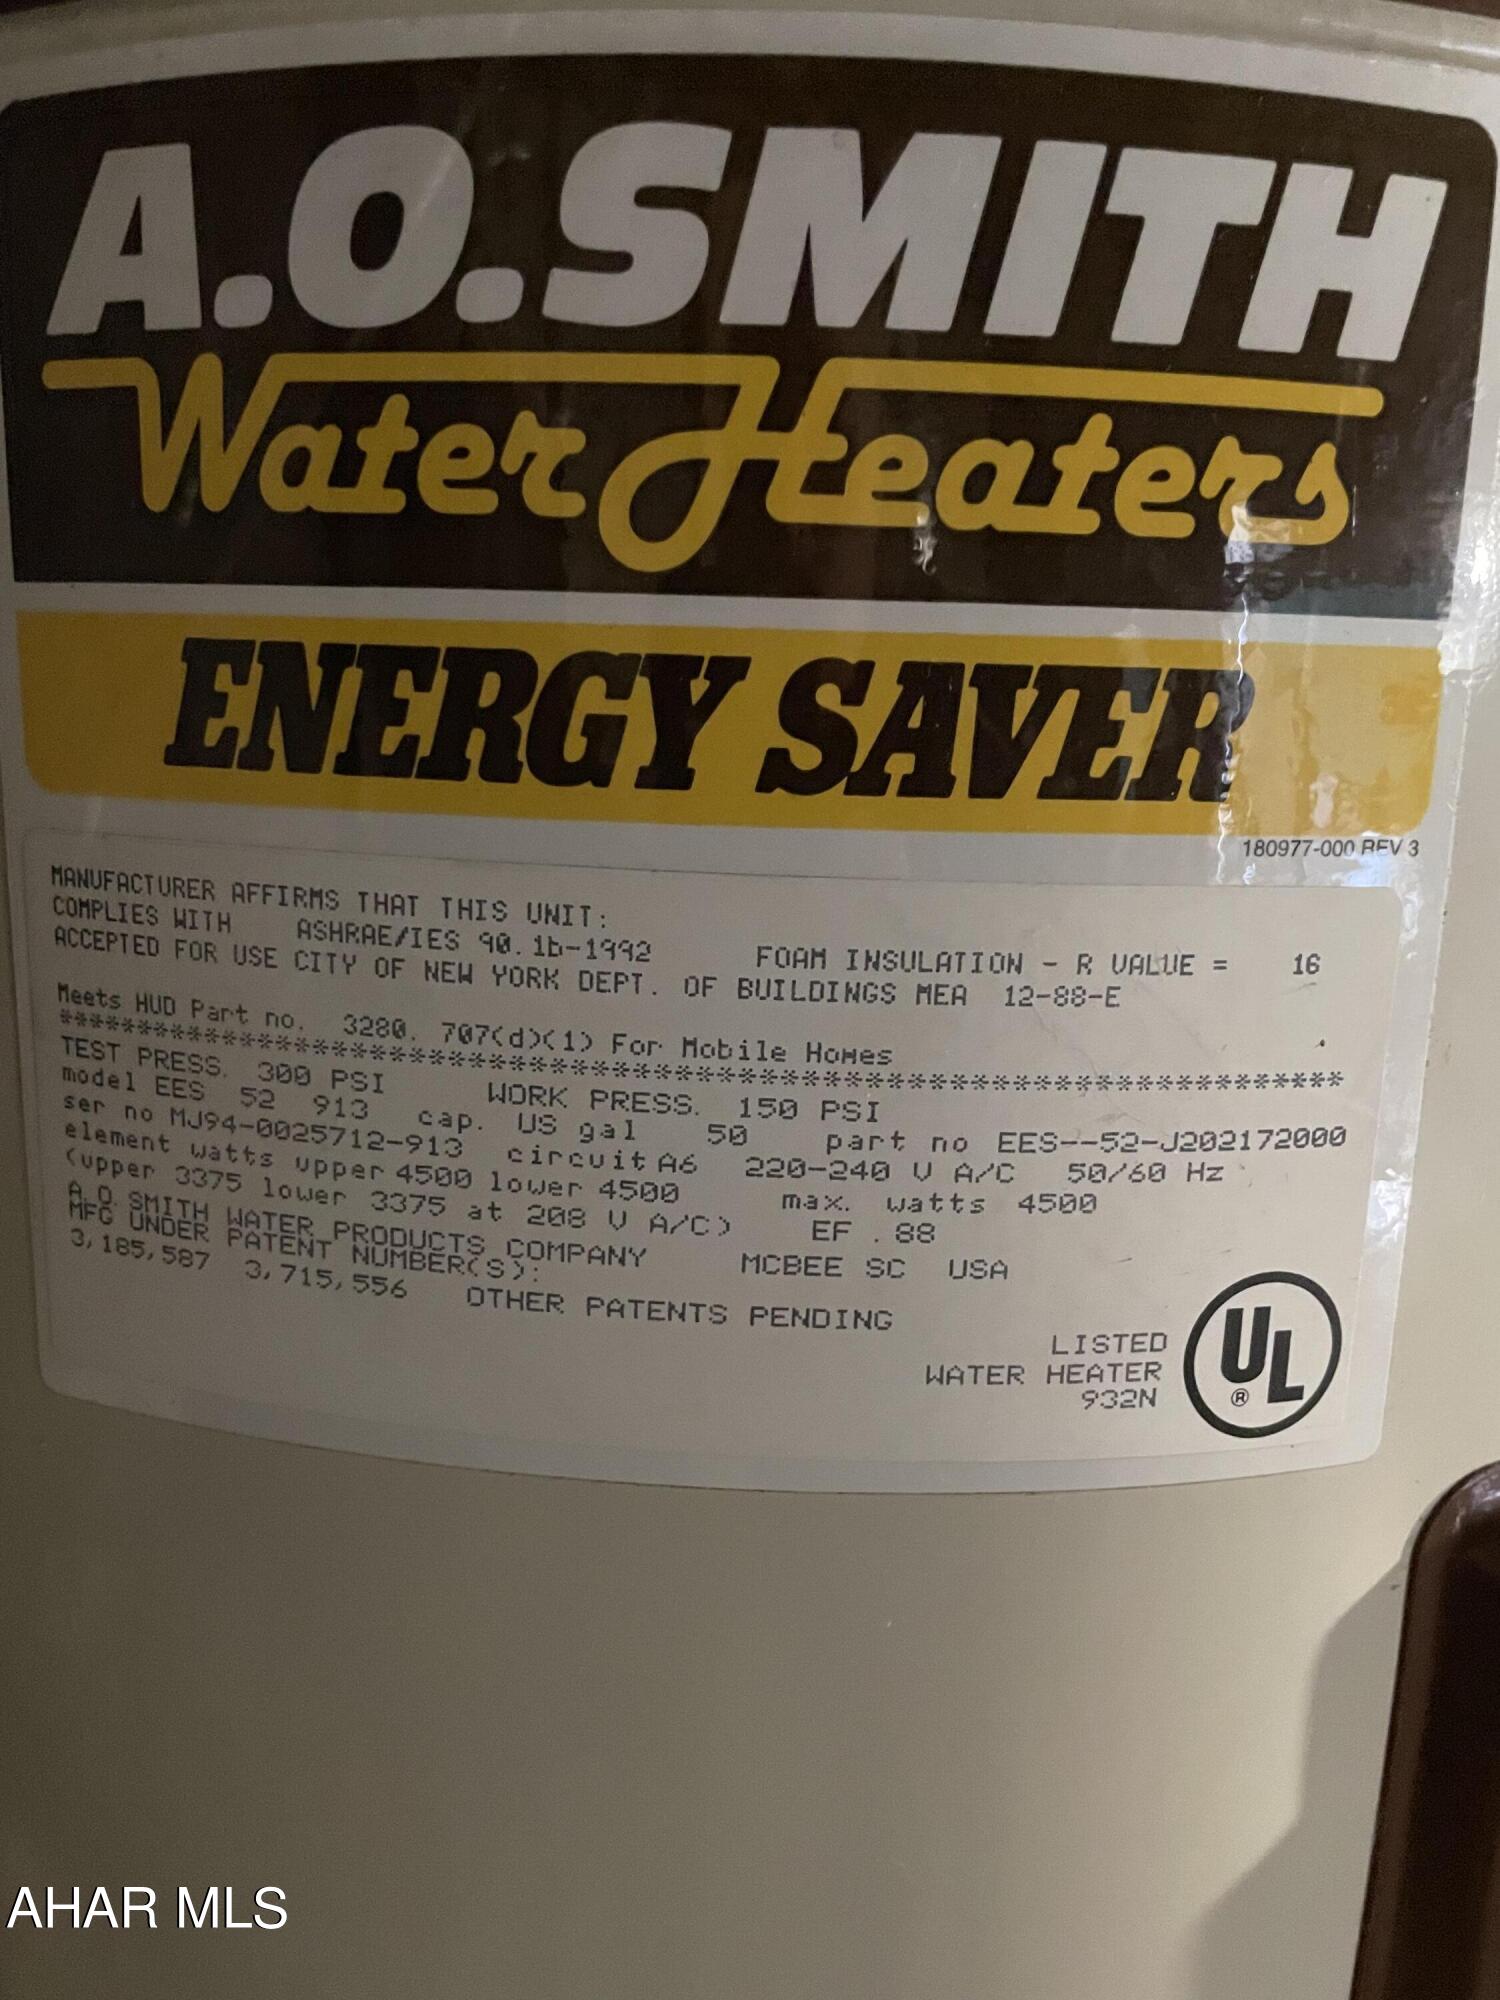 A.O.SMITH
Water Heaters
ENERGY SAVER
180977-000 REV 3
MANUFACTURER AFFIRMS THAT THIS UNIT:
COMPLIES WITH ASHRAE/IES 90.1b-1992 FOAM INSULATION - R VALUE = 16
ACCEPTED FOR USE CITY OF NEW YORK DEPT. OF BUILDINGS MEA 12-88-E
Meets HUD Part no. 3280.707(d)(1) For Mobile Homes
************************************************************************
TEST PRESS. 300 PSI WORK PRESS. 150 PSI
model EES 52 913 cap. US gal 50 part no EES--52-J202172000
ser no MJ94-0025712-913 circuit A6 220-240 V A/C 50/60 Hz
element watts upper 4500 lower 4500 max. watts 4500
(upper 3375 lower 3375 at 208 V A/C) EF .88
A.O. SMITH WATER PRODUCTS COMPANY MCBEE SC USA
MFG UNDER PATENT NUMBER(S):
3,185,587 3,715,556 OTHER PATENTS PENDING
LISTED
WATER HEATER
932N
UL
®
AHAR MLS